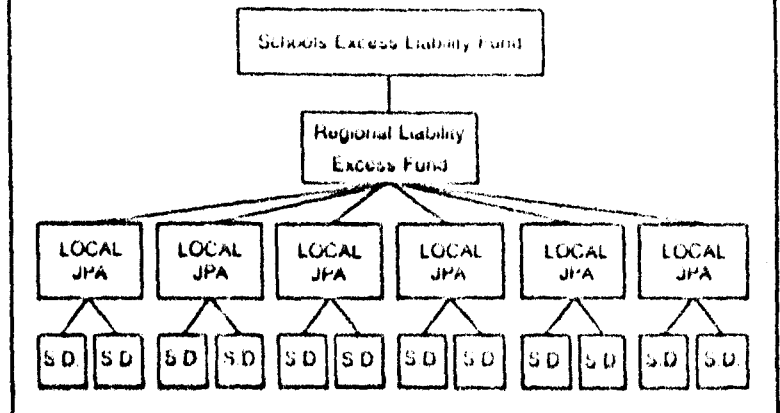 Schools Excess Liability Fund
Regional Liability
Excess Fund
LOCAL LOCAL LOCAL LOCAL LOCAL LOCAL
JPA JPA JPA JPA JPA JPA
S.D. S.D. S.D S.D S.D S.D S.D S.D S.D S.D S.D. S.D.